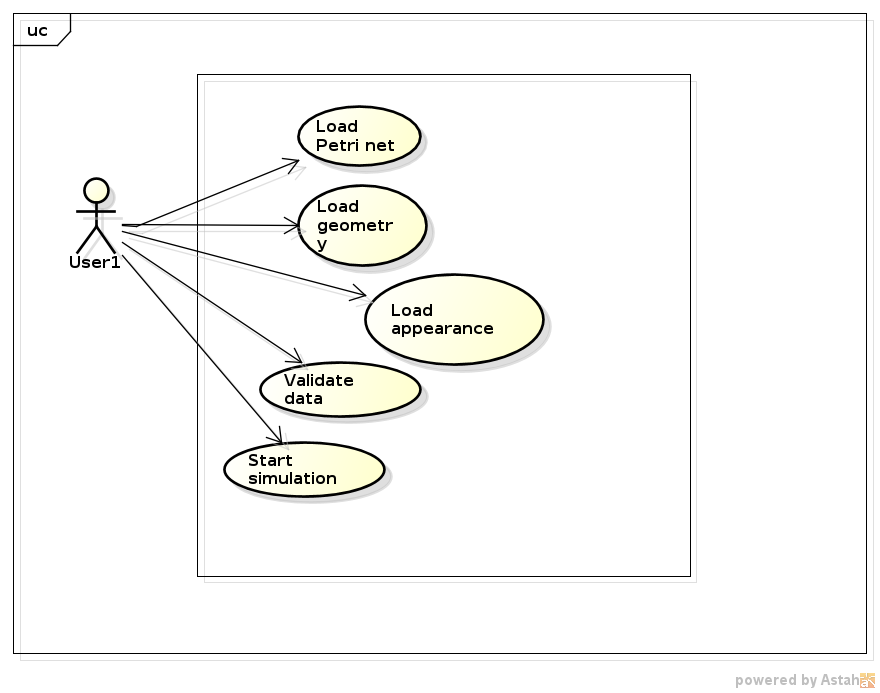 uc
Load
Petri net
Load
geometr
y
User1
Load
appearance
Validate
data
Start
simulation
powered by Astah